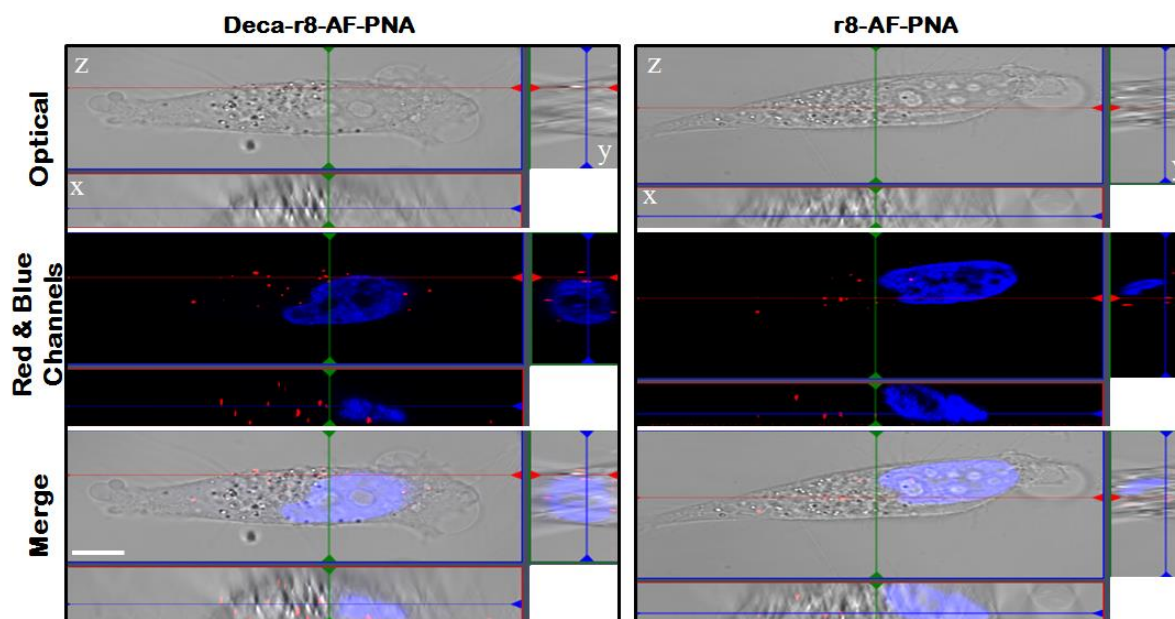 Deca-r8-AF-PNA
r8-AF-PNA
Optical
z
y
x
z
x
Red & Blue
Channels
Merge